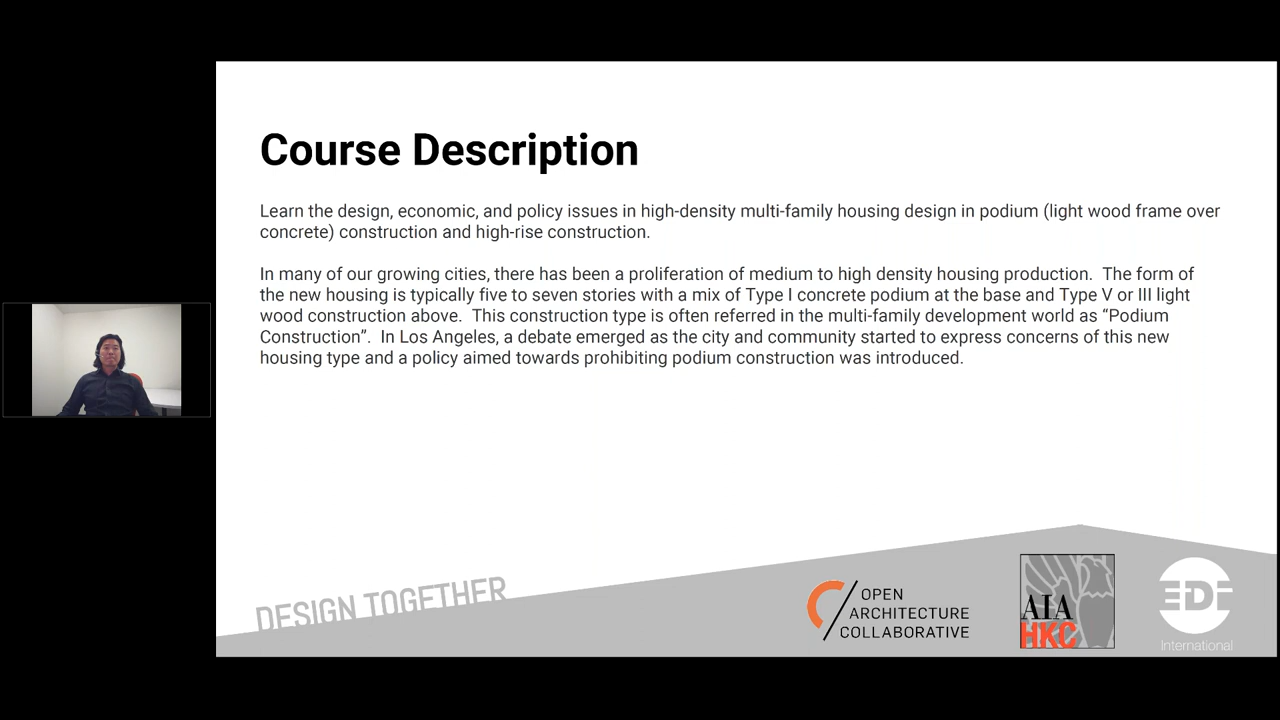 Course Description
Learn the design, economic, and policy issues in high-density multi-family housing design in podium (light wood frame over
concrete) construction and high-rise construction.
In many of our growing cities, there has been a proliferation of medium to high density housing production.  The form of
the new housing is typically five to seven stories with a mix of Type I concrete podium at the base and Type V or III light
wood construction above.  This construction type is often referred in the multi-family development world as “Podium
Construction”.  In Los Angeles, a debate emerged as the city and community started to express concerns of this new
housing type and a policy aimed towards prohibiting podium construction was introduced.
DESIGN TOGETHER
OPEN
ARCHITECTURE
COLLABORATIVE
AIA
HKC
EDI
International